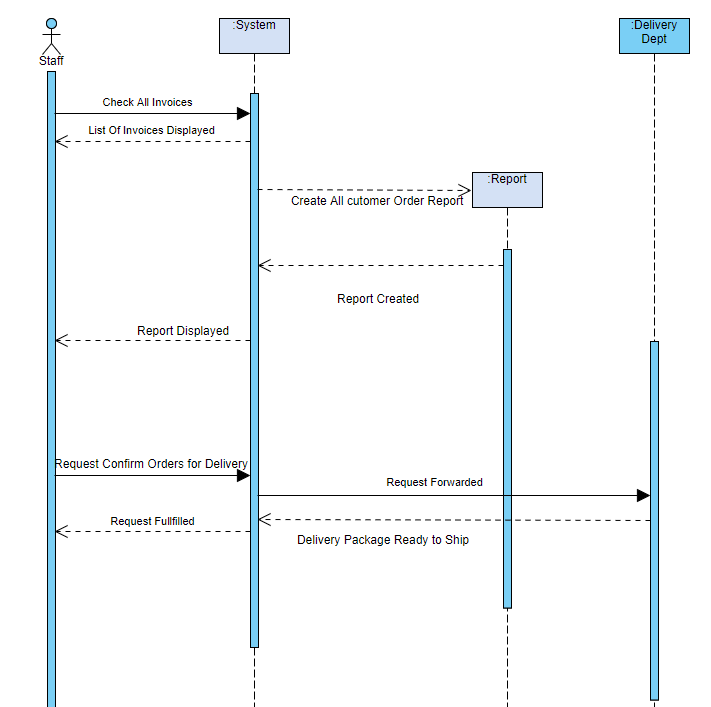 :System
:Delivery
Dept
Staff
Check All Invoices
List Of Invoices Displayed
:Report
Create All cutomer Order Report
Report Created
Report Displayed
Request Confirm Orders for Delivery
Request Forwarded
Request Fullfilled
Delivery Package Ready to Ship